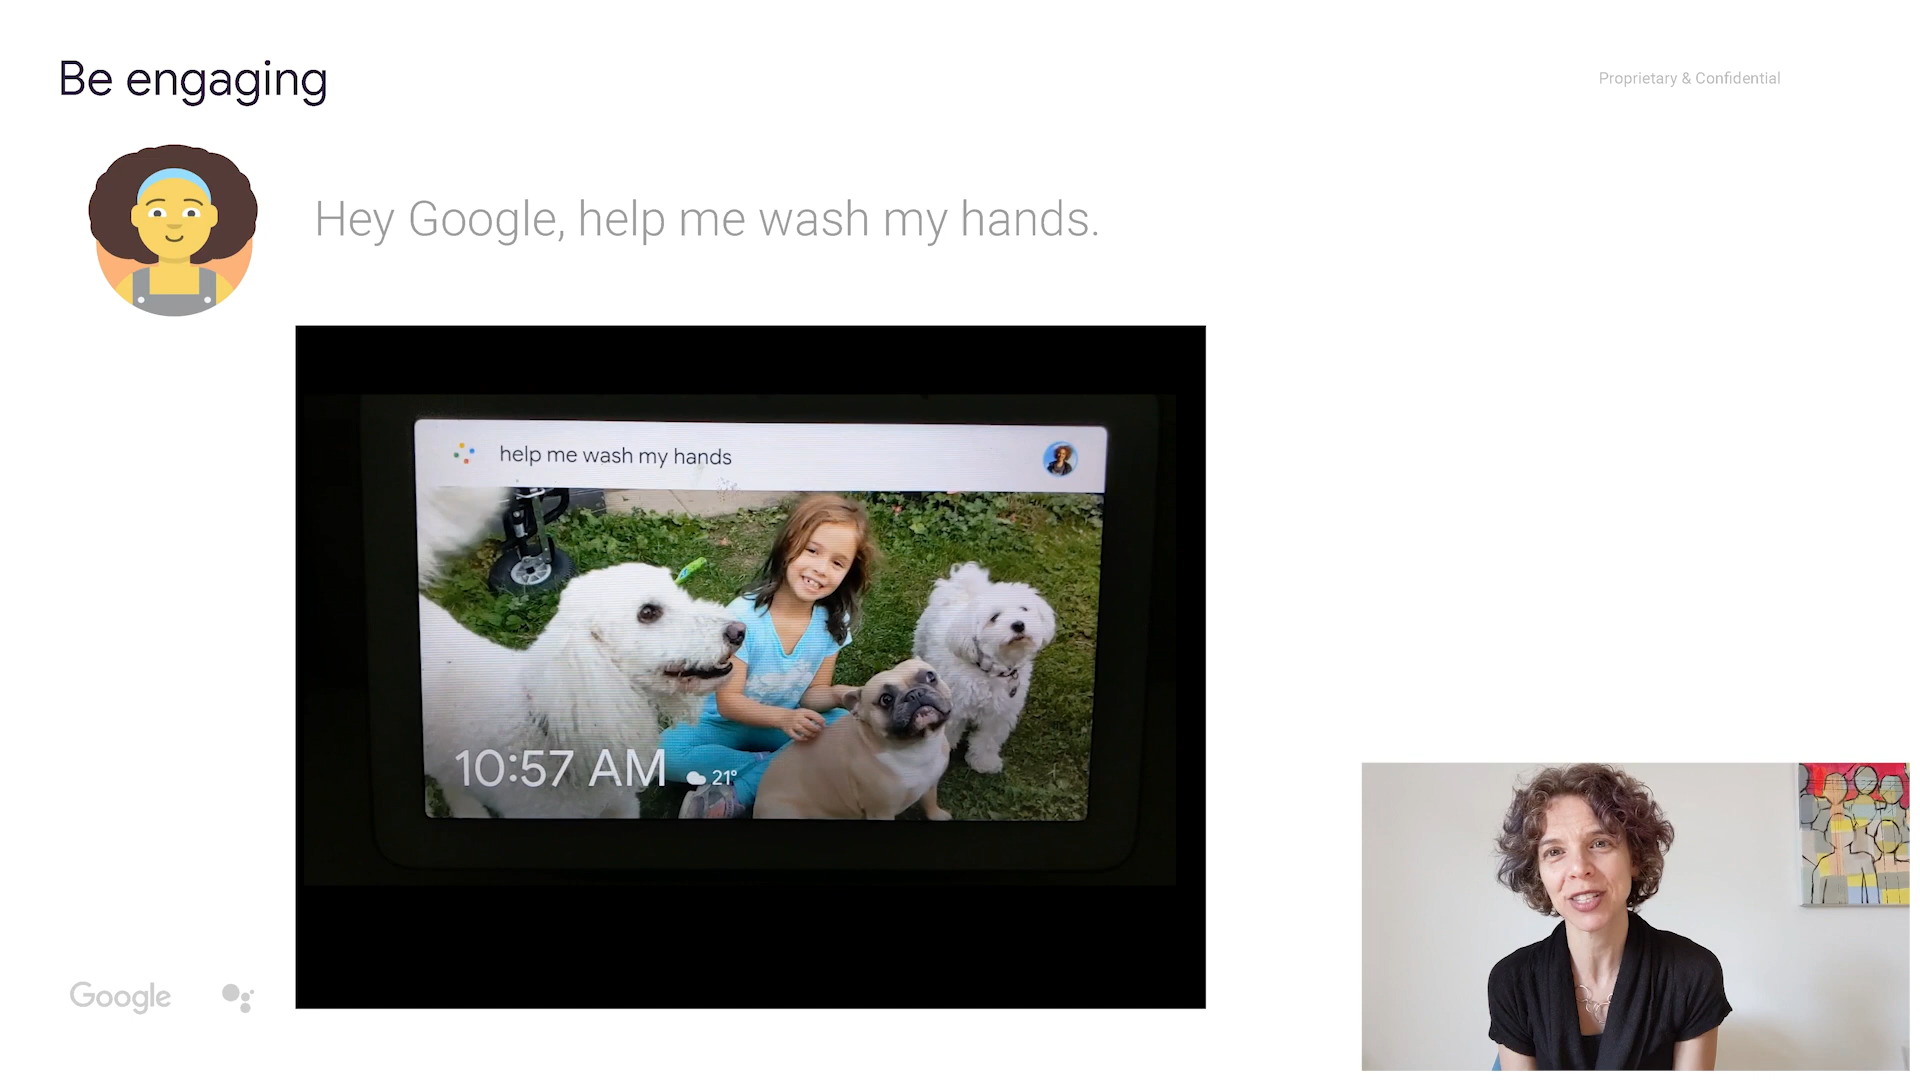 Be engaging
Proprietary & Confidential
Hey Google, help me wash my hands.
help me wash my hands
10:57 AM 21°
Google